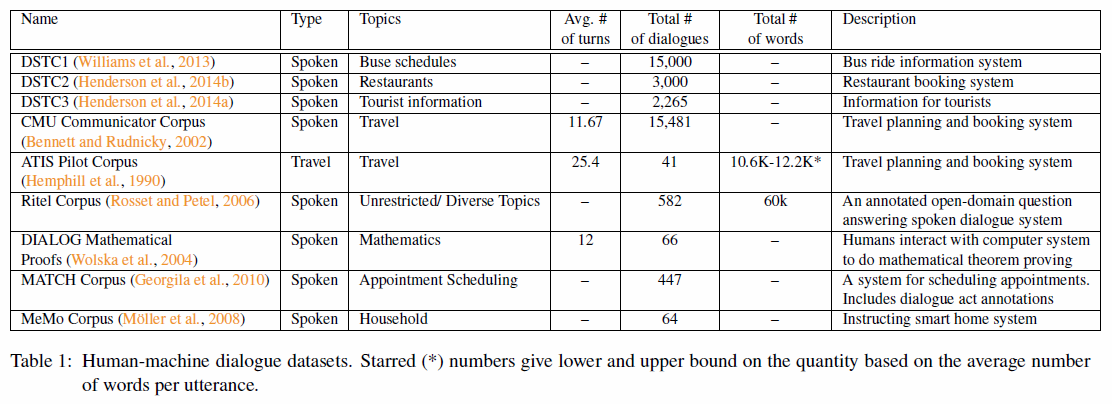 Name Type Topics Avg. # Total # Total # Description
of turns of dialogues of words
DSTC1 (Williams et al., 2013) Spoken Buse schedules – 15,000 – Bus ride information system
DSTC2 (Henderson et al., 2014b) Spoken Restaurants – 3,000 – Restaurant booking system
DSTC3 (Henderson et al., 2014a) Spoken Tourist information – 2,265 – Information for tourists
CMU Communicator Corpus Spoken Travel 11.67 15,481 – Travel planning and booking system
(Bennett and Rudnicky, 2002)
ATIS Pilot Corpus Travel Travel 25.4 41 10.6K-12.2K* Travel planning and booking system
(Hemphill et al., 1990)
Ritel Corpus (Rosset and Petel, 2006) Spoken Unrestricted/ Diverse Topics – 582 60k An annotated open-domain question
answering spoken dialogue system
DIALOG Mathematical Spoken Mathematics 12 66 – Humans interact with computer system
Proofs (Wolska et al., 2004) to do mathematical theorem proving
MATCH Corpus (Georgila et al., 2010) Spoken Appointment Scheduling – 447 – A system for scheduling appointments.
Includes dialogue act annotations
MeMo Corpus (Möller et al., 2008) Spoken Household – 64 – Instructing smart home system
Table 1: Human-machine dialogue datasets. Starred (*) numbers give lower and upper bound on the quantity based on the average number
of words per utterance.